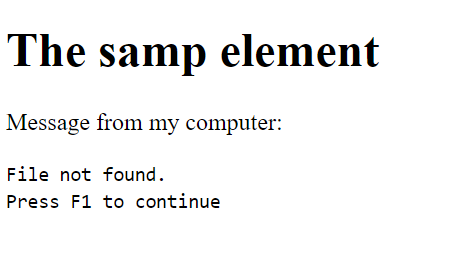 The samp element
Message from my computer:
File not found.
Press F1 to continue